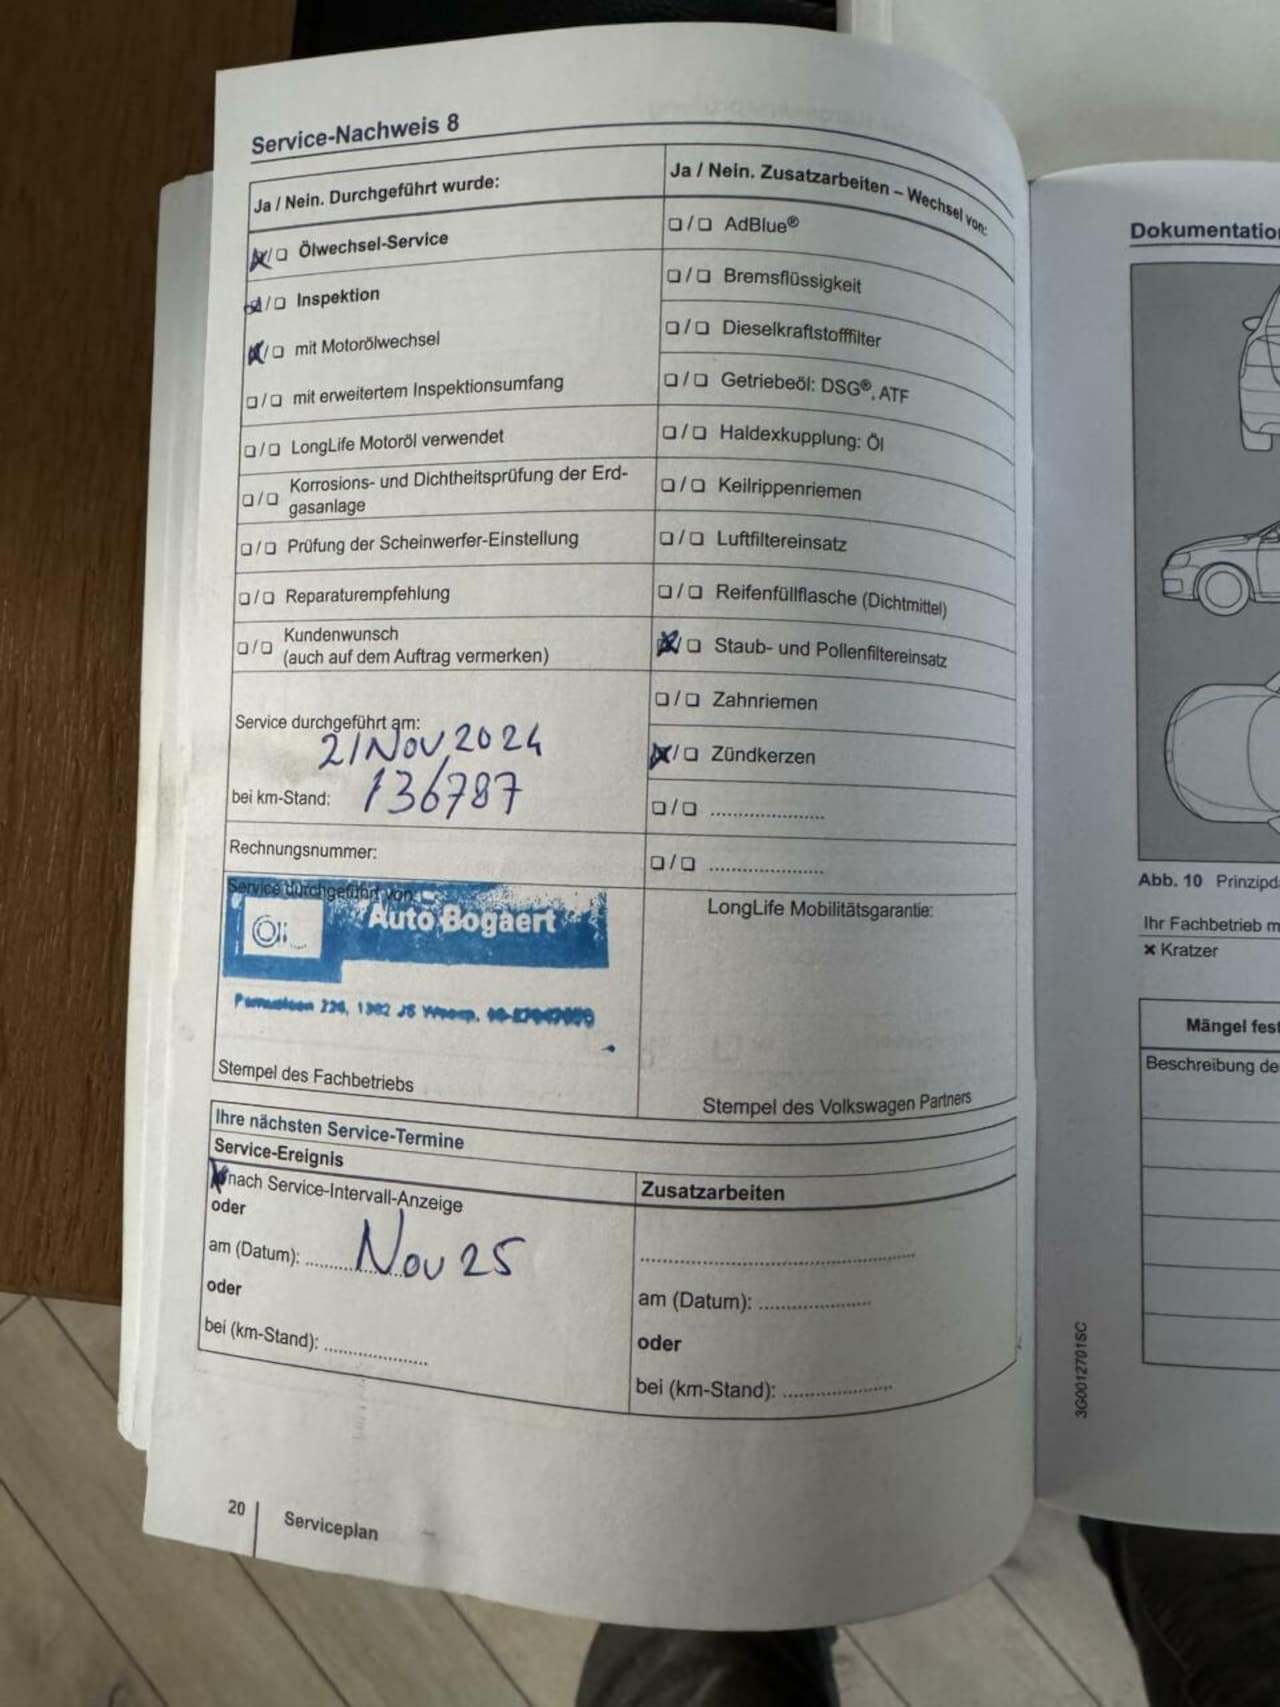 Service-Nachweis 8
Ja / Nein. Durchgeführt wurde:
☒/❑ Ölwechsel-Service
☒/❑ Inspektion
☒/❑ mit Motorölwechsel
❑/❑ mit erweitertem Inspektionsumfang
❑/❑ LongLife Motoröl verwendet
❑/❑ Korrosions- und Dichtheitsprüfung der Erd-
gasanlage
❑/❑ Prüfung der Scheinwerfer-Einstellung
❑/❑ Reparaturempfehlung
❑/❑ Kundenwunsch
(auch auf dem Auftrag vermerken)
Service durchgeführt am:
21 Nov 2024
bei km-Stand: 136787
Rechnungsnummer:
Service durchgeführt von:
Auto Bogaert
Stempel des Fachbetriebs
Ja / Nein. Zusatzarbeiten – Wechsel von:
❑/❑ AdBlue®
❑/❑ Bremsflüssigkeit
❑/❑ Dieselkraftstofffilter
❑/❑ Getriebeöl: DSG®, ATF
❑/❑ Haldexkupplung: Öl
❑/❑ Keilrippenriemen
❑/❑ Luftfiltereinsatz
❑/❑ Reifenfüllflasche (Dichtmittel)
☒/❑ Staub- und Pollenfiltereinsatz
❑/❑ Zahnriemen
☒/❑ Zündkerzen
❑/❑ ......................
❑/❑ ......................
LongLife Mobilitätsgarantie:
Stempel des Volkswagen Partners
Ihre nächsten Service-Termine
Service-Ereignis
☒ nach Service-Intervall-Anzeige
oder
am (Datum): Nov 25
oder
bei (km-Stand): ....................
Zusatzarbeiten
..................................................
am (Datum): ....................
oder
bei (km-Stand): ....................
20
Serviceplan
Dokumentatio
Abb. 10 Prinzipd
Ihr Fachbetrieb m
× Kratzer
Mängel fest
Beschreibung de
3G0012701SC